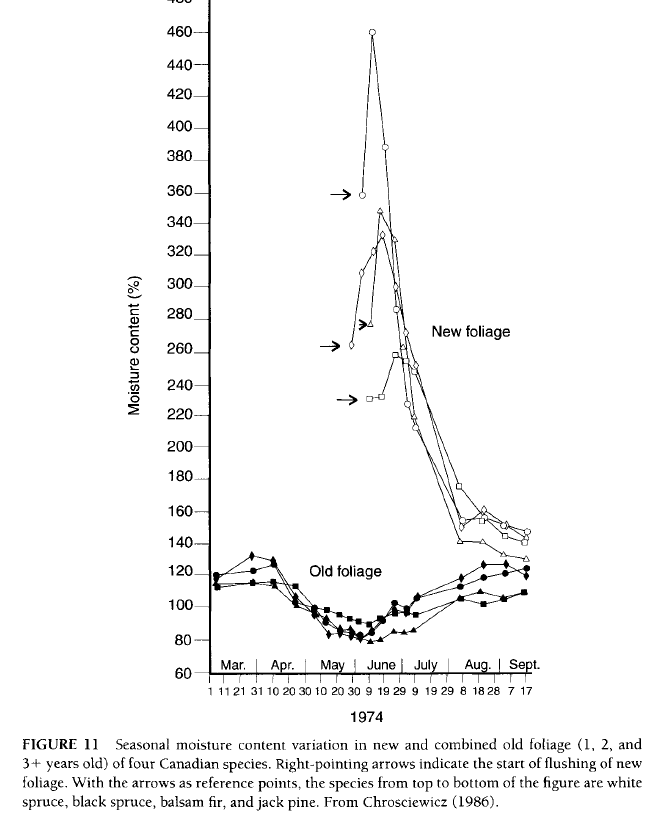 460
440
420
400
380
360
340
320
300
280
260
240
220
200
180
160
140
120
100
80
60
Moisture content (%)
New foliage
Old foliage
Mar. Apr. May June July Aug. Sept.
1 11 21 31 10 20 30 10 20 30 9 19 29 9 19 29 8 18 28 7 17
1974
FIGURE 11 Seasonal moisture content variation in new and combined old foliage (1, 2, and
3+ years old) of four Canadian species. Right-pointing arrows indicate the start of flushing of new
foliage. With the arrows as reference points, the species from top to bottom of the figure are white
spruce, black spruce, balsam fir, and jack pine. From Chrosciewicz (1986).